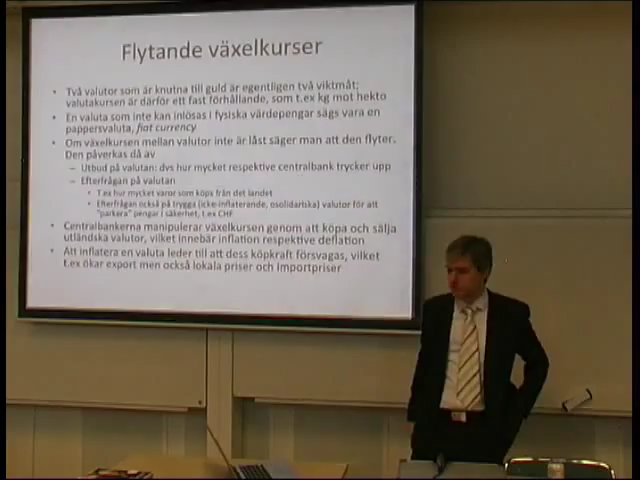 Flytande växelkurser
• Två valutor som är knutna till guld är egentligen två viktmått;
valutakursen är därför ett fast förhållande, som t.ex kg mot hekto
• En valuta som inte kan inlösas i fysiska värdepengar sägs vara en
pappersvaluta, fiat currency
• Om växelkursen mellan valutor inte är låst säger man att den flyter.
Den påverkas då av
– Utbud på valutan: dvs hur mycket respektive centralbank trycker upp
– Efterfrågan på valutan
• T.ex hur mycket varor som köps från det landet
• Efterfrågan också på trygga (icke-inflaterande, osolidariska) valutor för att
"parkera" pengar i säkerhet, t.ex CHF
• Centralbankerna manipulerar växelkursen genom att köpa och sälja
utländska valutor, vilket innebär inflation respektive deflation
• Att inflatera en valuta leder till att dess köpkraft försvagas, vilket
t.ex ökar export men också lokala priser och importpriser